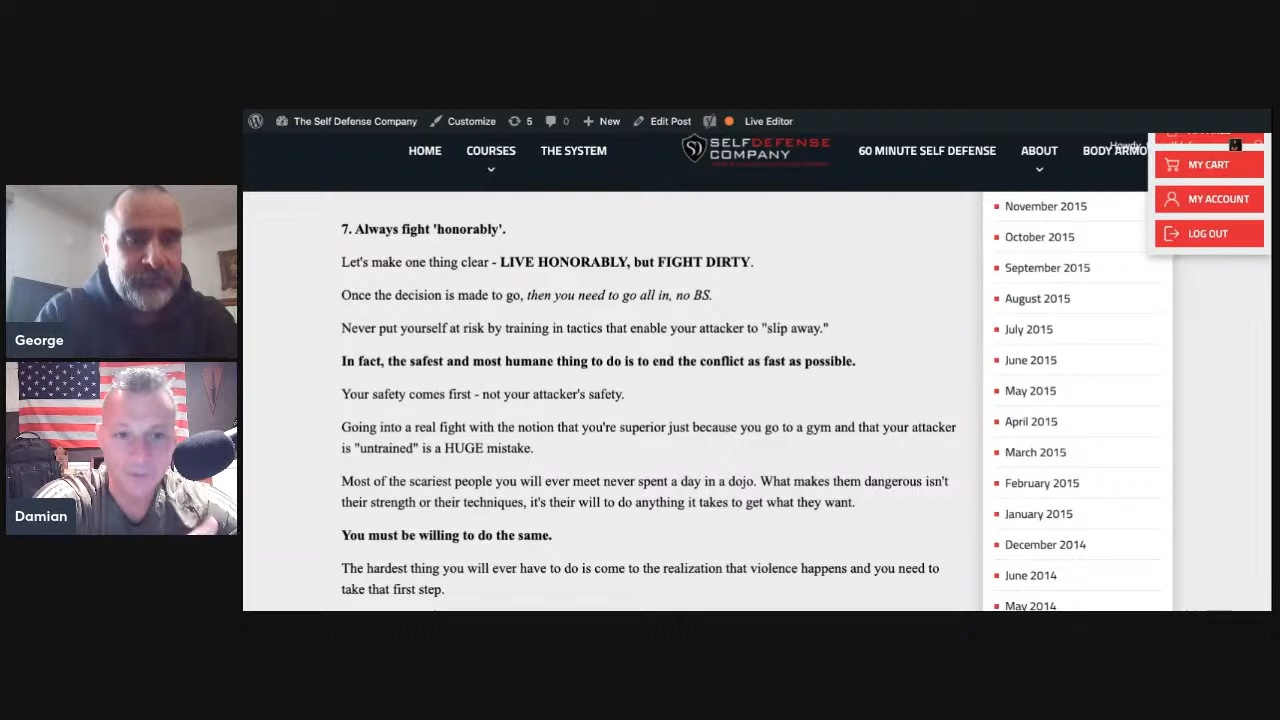 The Self Defense Company
Customize
5
0
New
Edit Post
Live Editor
HOME
COURSES
THE SYSTEM
SELFDEFENSE
COMPANY
60 MINUTE SELF DEFENSE
ABOUT
BODY ARMO
Howdy
MY CART
MY ACCOUNT
LOG OUT
7. Always fight 'honorably'.
Let's make one thing clear - LIVE HONORABLY, but FIGHT DIRTY.
Once the decision is made to go, then you need to go all in, no BS.
Never put yourself at risk by training in tactics that enable your attacker to "slip away."
In fact, the safest and most humane thing to do is to end the conflict as fast as possible.
Your safety comes first - not your attacker's safety.
Going into a real fight with the notion that you're superior just because you go to a gym and that your attacker
is "untrained" is a HUGE mistake.
Most of the scariest people you will ever meet never spent a day in a dojo. What makes them dangerous isn't
their strength or their techniques, it's their will to do anything it takes to get what they want.
You must be willing to do the same.
The hardest thing you will ever have to do is come to the realization that violence happens and you need to
take that first step.
November 2015
October 2015
September 2015
August 2015
July 2015
June 2015
May 2015
April 2015
March 2015
February 2015
January 2015
December 2014
June 2014
May 2014
George
Damian